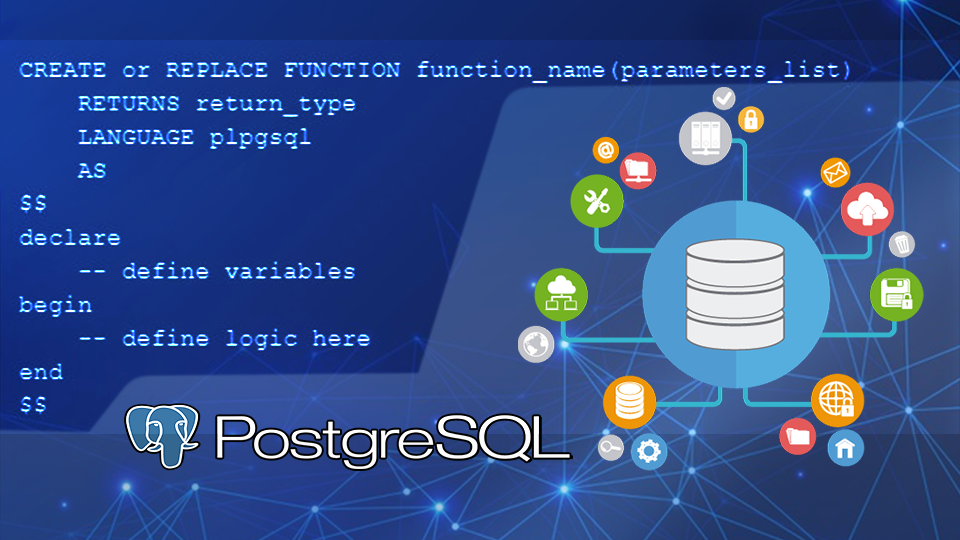 CREATE or REPLACE FUNCTION function_name(parameters_list)
    RETURNS return_type
    LANGUAGE plpgsql
    AS
$$
declare
    -- define variables
begin
    -- define logic here
end
$$
PostgreSQL
@